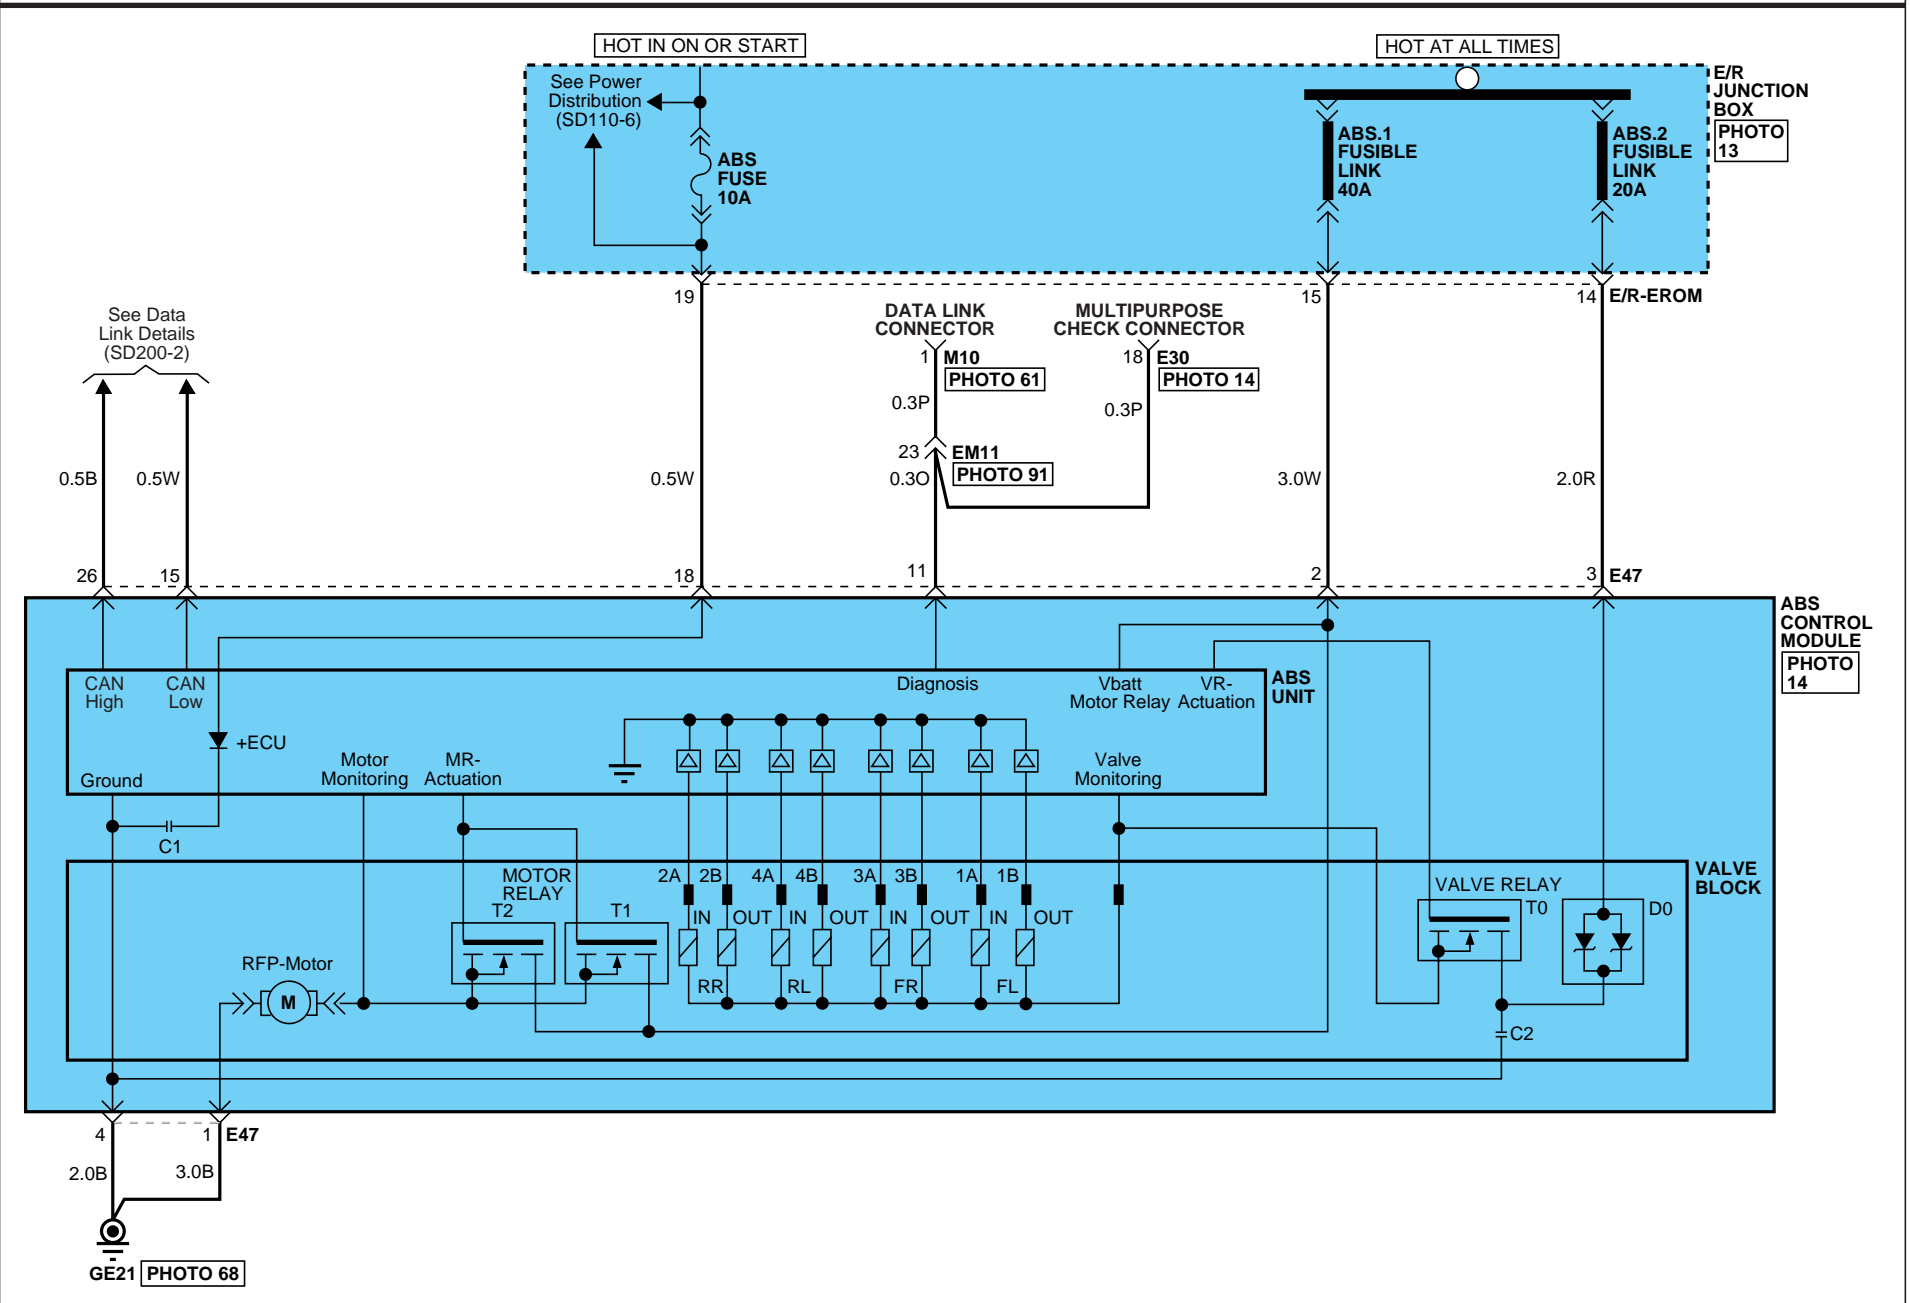 HOT IN ON OR START
HOT AT ALL TIMES
See Power
Distribution
(SD110-6)
ABS
FUSE
10A
ABS.1
FUSIBLE
LINK
40A
ABS.2
FUSIBLE
LINK
20A
E/R
JUNCTION
BOX
PHOTO
13
19
15
14
E/R-EROM
See Data
Link Details
(SD200-2)
DATA LINK
CONNECTOR
1
M10
PHOTO 61
0.3P
MULTIPURPOSE
CHECK CONNECTOR
18
E30
PHOTO 14
0.3P
23
EM11
PHOTO 91
0.3O
0.5B
0.5W
0.5W
3.0W
2.0R
26
15
18
11
2
3
E47
ABS
CONTROL
MODULE
PHOTO
14
CAN
High
CAN
Low
Diagnosis
Vbatt
Motor Relay
VR-
Actuation
ABS
UNIT
+ECU
Ground
Motor
Monitoring
MR-
Actuation
Valve
Monitoring
C1
MOTOR
RELAY
T2
T1
2A
2B
4A
4B
3A
3B
1A
1B
IN
OUT
IN
OUT
IN
OUT
IN
OUT
RR
RL
FR
FL
VALVE RELAY
T0
D0
VALVE
BLOCK
RFP-Motor
M
C2
4
1
E47
2.0B
3.0B
GE21
PHOTO 68